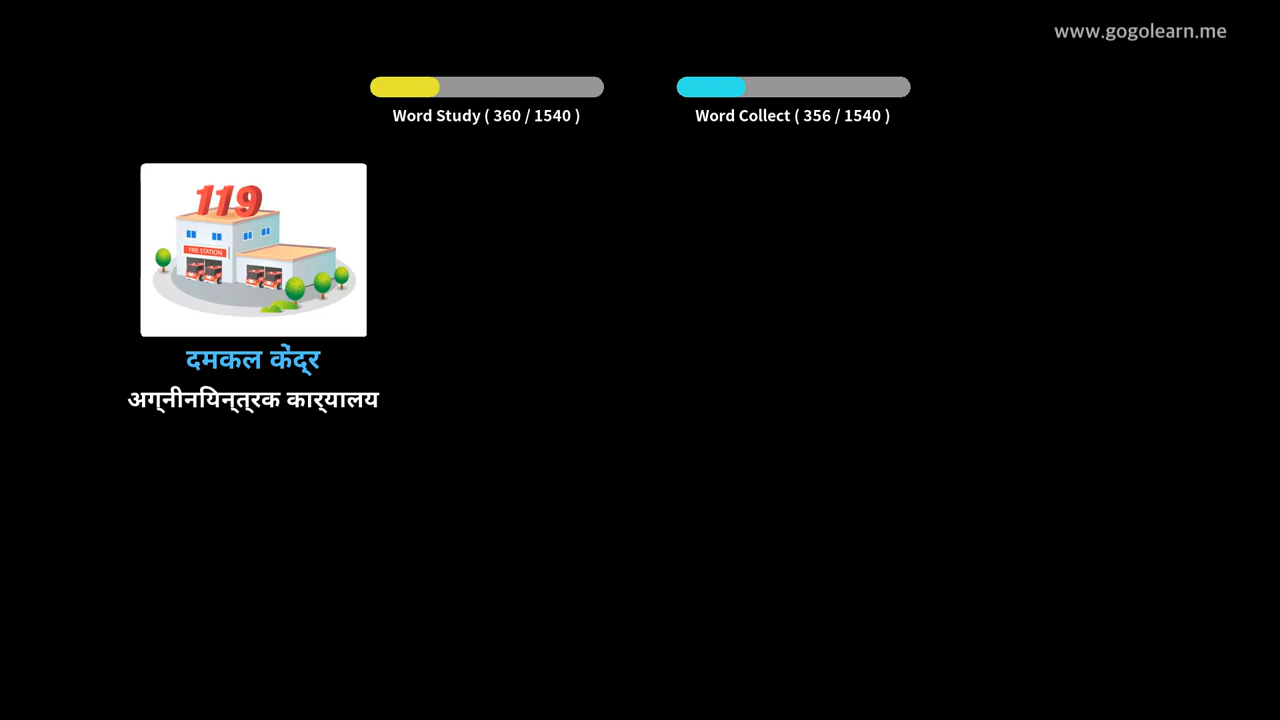 www.gogolearn.me
Word Study ( 360 / 1540 )
Word Collect ( 356 / 1540 )
119
FIRE STATION
दमकल केंद्र
अग्नीनयिन्त्रक कार्यालय